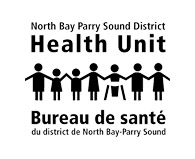 North Bay Parry Sound District
Health Unit
Bureau de santé
du district de North Bay-Parry Sound